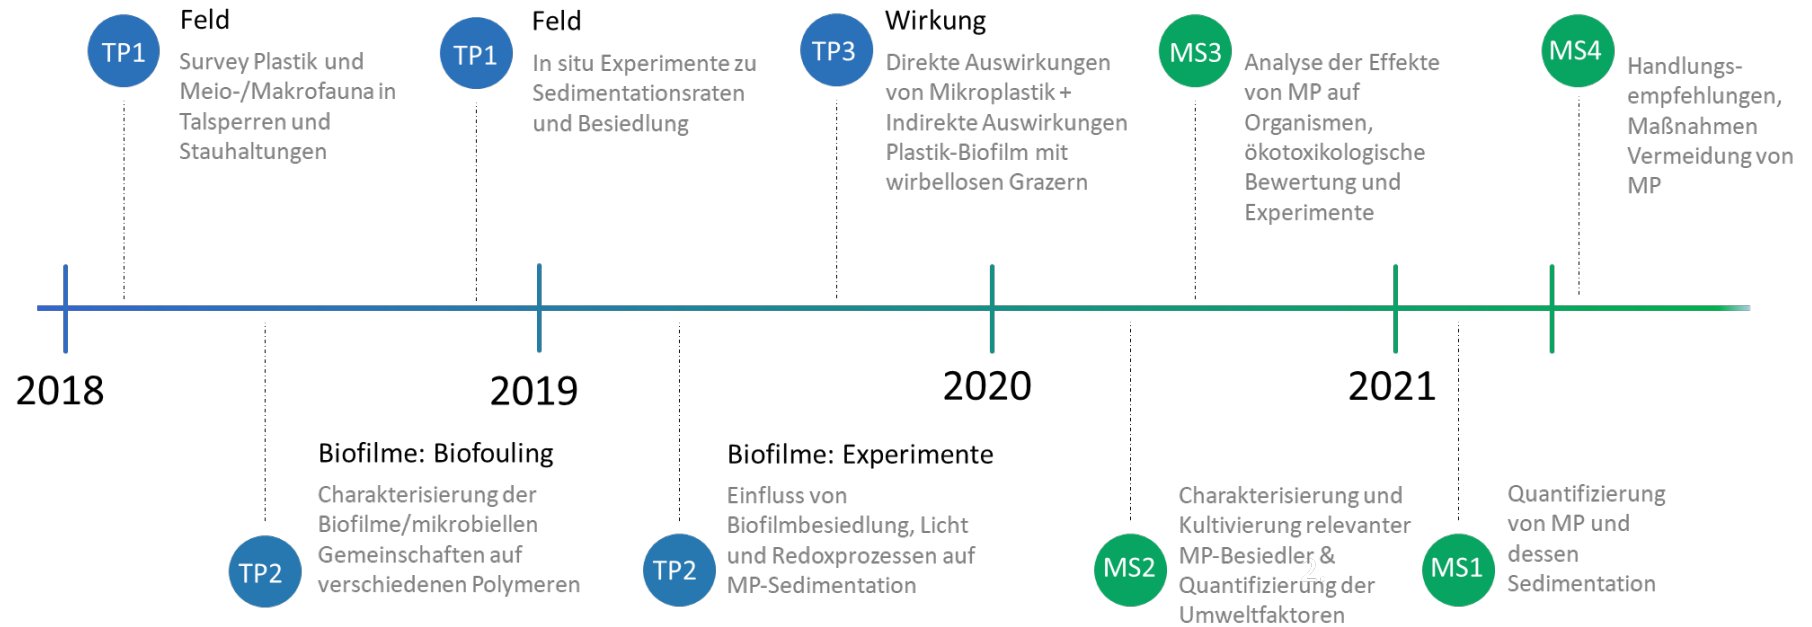 TP1
Feld
Survey Plastik und
Meio-/Makrofauna in
Talsperren und
Stauhaltungen
TP1
Feld
In situ Experimente zu
Sedimentationsraten
und Besiedlung
TP3
Wirkung
Direkte Auswirkungen
von Mikroplastik +
Indirekte Auswirkungen
Plastik-Biofilm mit
wirbellosen Grazern
MS3
Analyse der Effekte
von MP auf
Organismen,
ökotoxikologische
Bewertung und
Experimente
MS4
Handlungs-
empfehlungen,
Maßnahmen
Vermeidung von
MP
2018
2019
2020
2021
TP2
Biofilme: Biofouling
Charakterisierung der
Biofilme/mikrobiellen
Gemeinschaften auf
verschiedenen Polymeren
TP2
Biofilme: Experimente
Einfluss von
Biofilmbesiedlung, Licht
und Redoxprozessen auf
MP-Sedimentation
MS2
Charakterisierung und
Kultivierung relevanter
MP-Besiedler &
Quantifizierung der
Umweltfaktoren
2
MS1
Quantifizierung
von MP und
dessen
Sedimentation